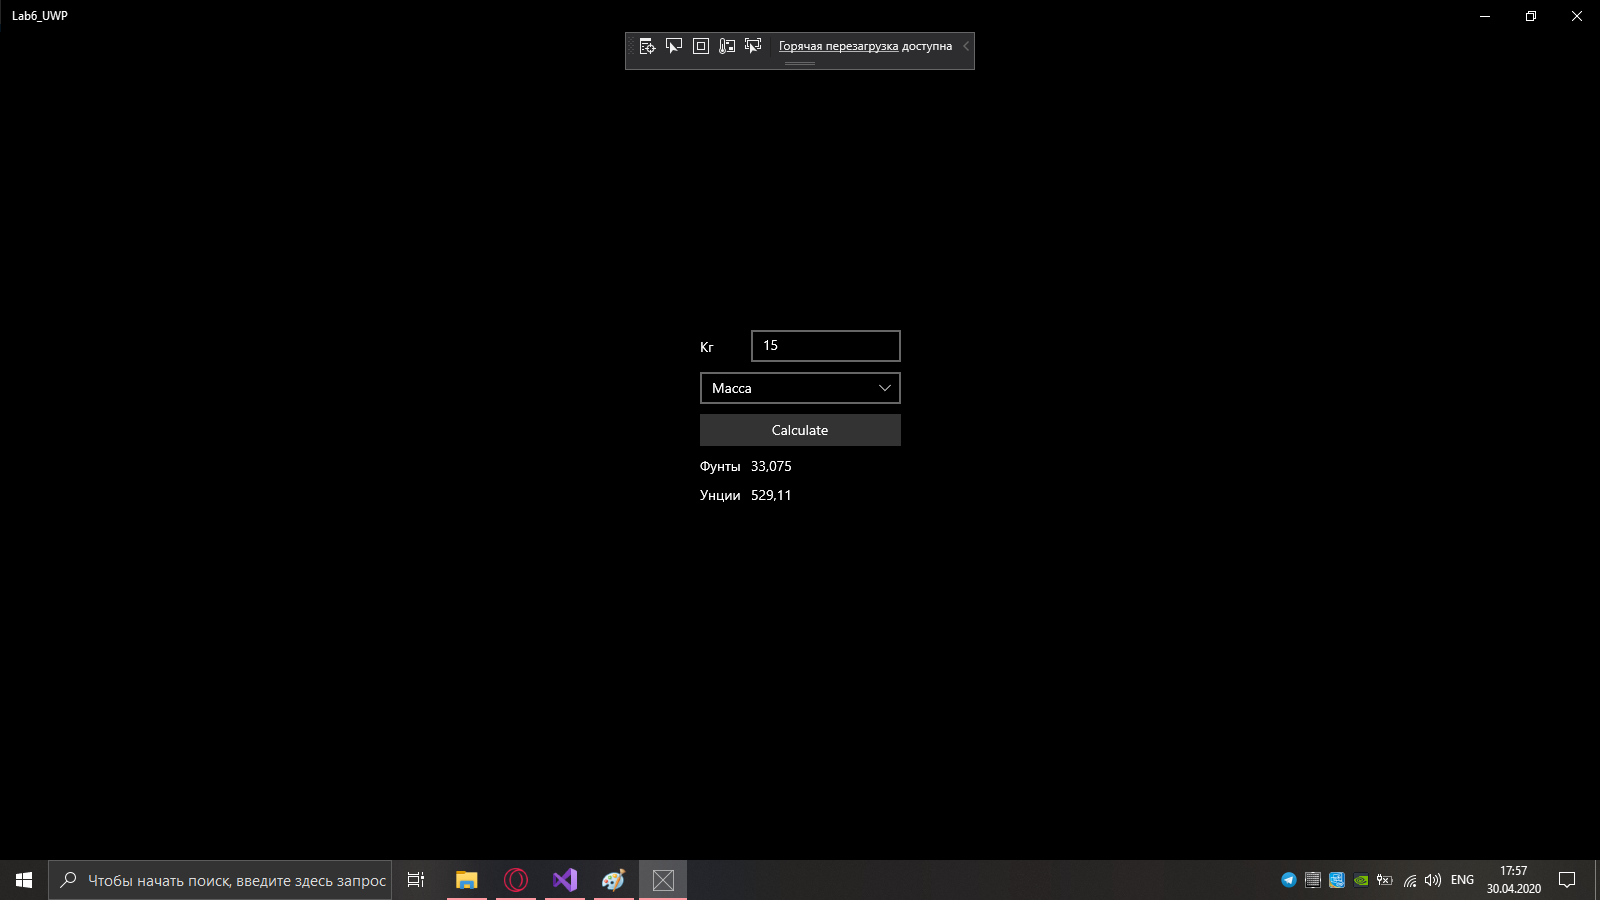 Lab6_UWP
Горячая перезагрузка доступна
Кг 15
Масса
Calculate
Фунты 33,075
Унции 529,11
Чтобы начать поиск, введите здесь запрос
ENG
17:57
30.04.2020